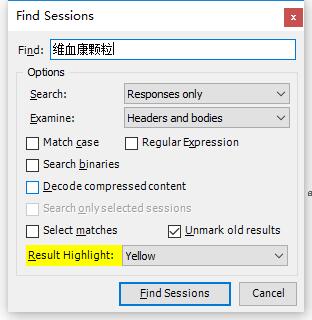 Find Sessions
x
Find: 维血康颗粒
Options
Search: Responses only
Examine: Headers and bodies
Match case Regular Expression
Search binaries
Decode compressed content
Search only selected sessions
Select matches Unmark old results
Result Highlight: Yellow
Find Sessions Cancel